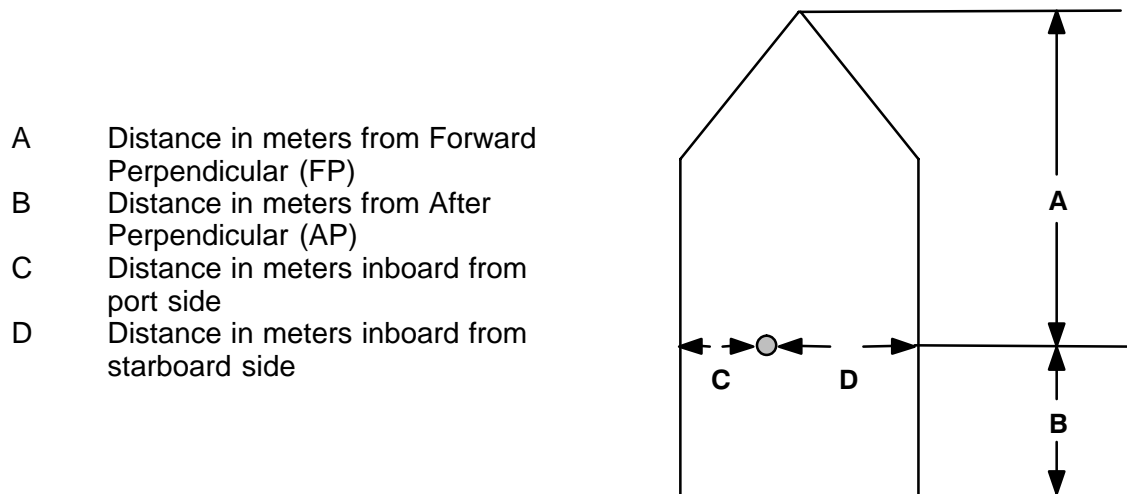 A Distance in meters from Forward
Perpendicular (FP)
B Distance in meters from After
Perpendicular (AP)
C Distance in meters inboard from
port side
D Distance in meters inboard from
starboard side
A
C
D
B